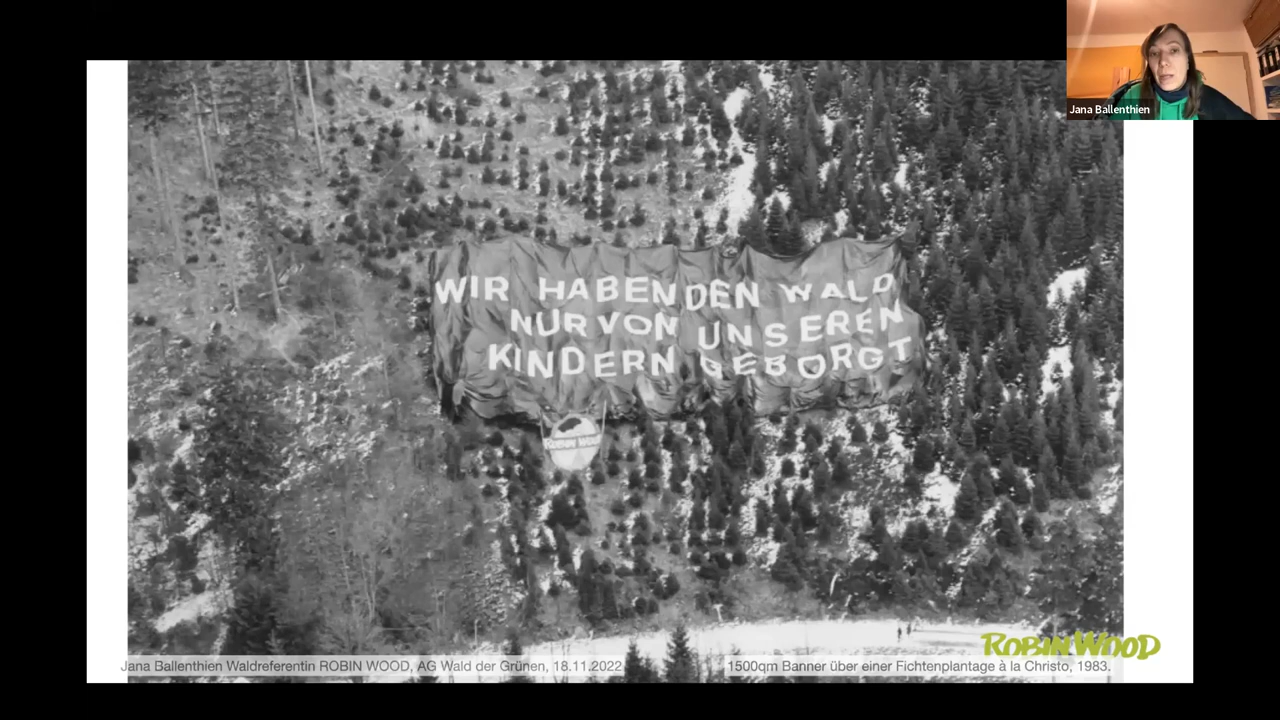 Jana Ballenthien
WIR HABEN DEN WALD
NUR VON UNSEREN
KINDERN GEBORGT
ROBIN WOOD
ROBIN WOOD
Jana Ballenthien Waldreferentin ROBIN WOOD, AG Wald der Grünen, 18.11.2022
1500qm Banner über einer Fichtenplantage à la Christo, 1983.